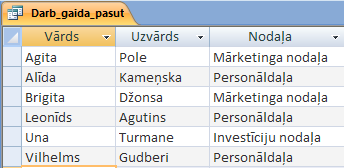 Darb_gaida_pasut
Vārds Uzvārds Nodaļa
Agita Pole Mārketinga nodaļa
Alīda Kameņska Personāldaļa
Brigita Džonsa Mārketinga nodaļa
Leonīds Agutins Personāldaļa
Una Turmane Investīciju nodaļa
Vilhelms Gudberi Personāldaļa